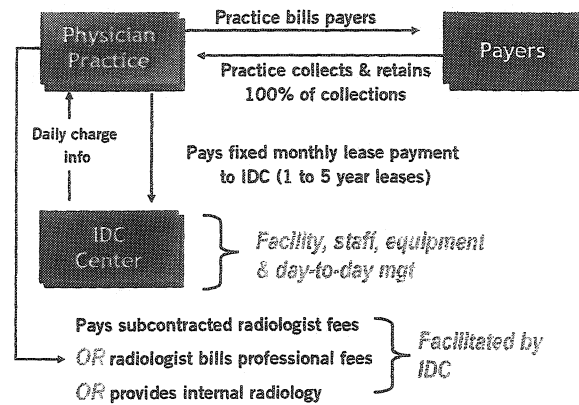 Practice bills payers
Physician
Practice
Payers
Practice collects & retains
100% of collections
Daily charge
info
Pays fixed monthly lease payment
to IDC (1 to 5 year leases)
IDC
Center
Facility, staff, equipment
& day-to-day mgt
Pays subcontracted radiologist fees
OR radiologist bills professional fees
OR provides internal radiology
Facilitated by
IDC